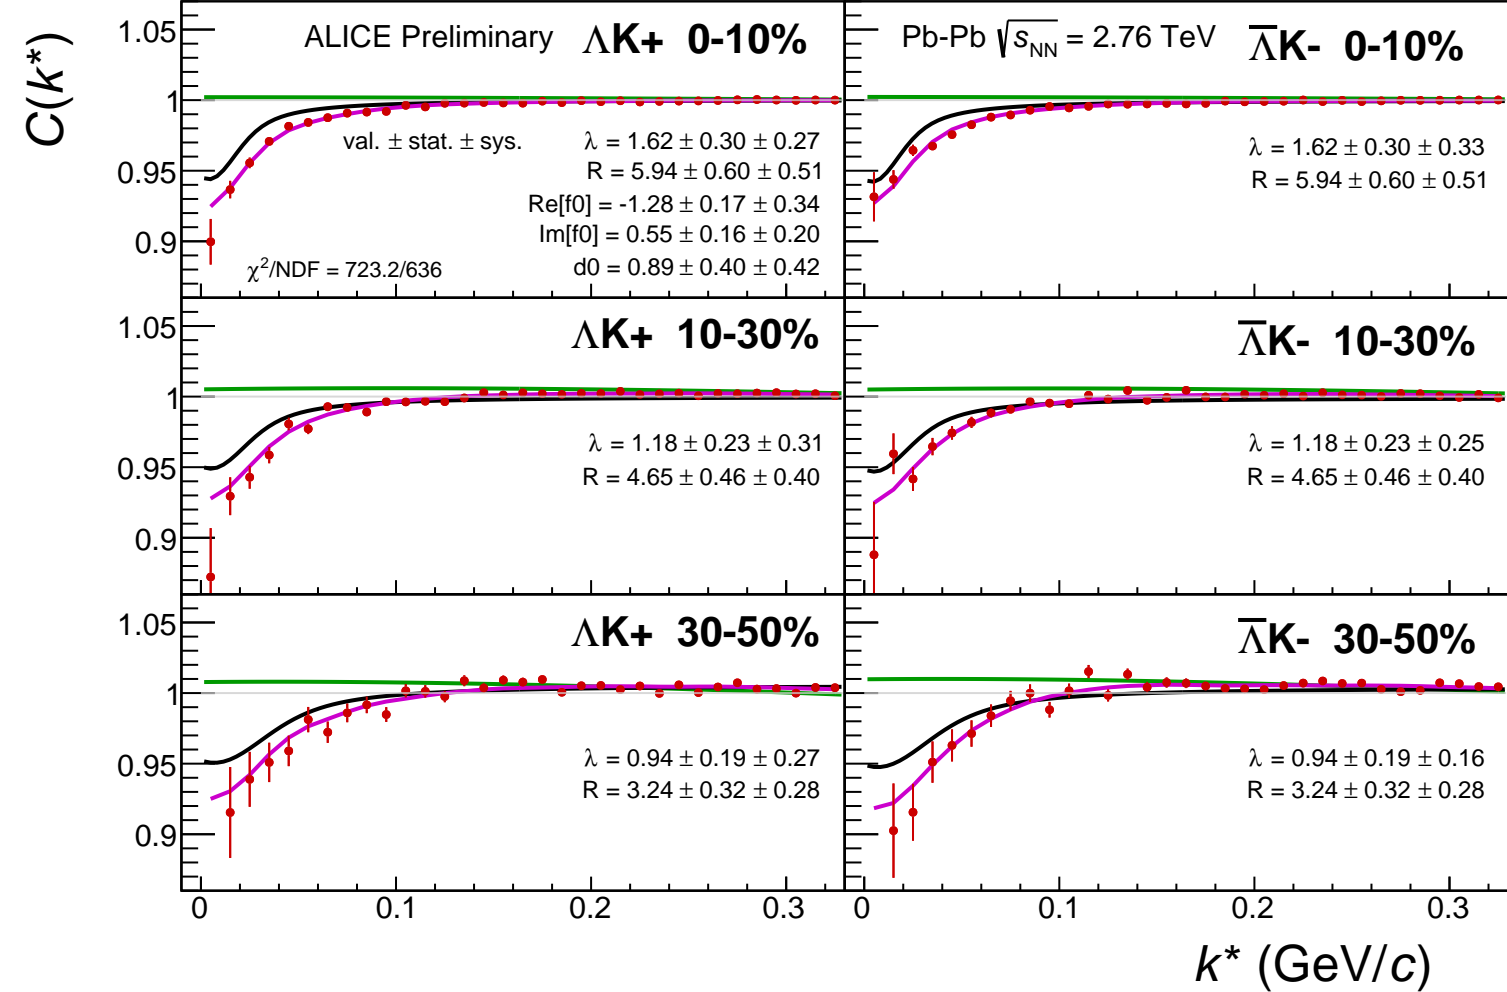 C(k*)
ALICE Preliminary ΛK+ 0-10%
val. ± stat. ± sys.
λ = 1.62 ± 0.30 ± 0.27
R = 5.94 ± 0.60 ± 0.51
Re[f0] = -1.28 ± 0.17 ± 0.34
Im[f0] = 0.55 ± 0.16 ± 0.20
d0 = 0.89 ± 0.40 ± 0.42
χ²/NDF = 723.2/636
1.05
1
0.95
0.9
Pb-Pb √s_NN = 2.76 TeV Λ̅K- 0-10%
λ = 1.62 ± 0.30 ± 0.33
R = 5.94 ± 0.60 ± 0.51
ΛK+ 10-30%
λ = 1.18 ± 0.23 ± 0.31
R = 4.65 ± 0.46 ± 0.40
1.05
1
0.95
0.9
Λ̅K- 10-30%
λ = 1.18 ± 0.23 ± 0.25
R = 4.65 ± 0.46 ± 0.40
ΛK+ 30-50%
λ = 0.94 ± 0.19 ± 0.27
R = 3.24 ± 0.32 ± 0.28
1.05
1
0.95
0.9
Λ̅K- 30-50%
λ = 0.94 ± 0.19 ± 0.16
R = 3.24 ± 0.32 ± 0.28
0 0.1 0.2 0.3 0 0.1 0.2 0.3
k* (GeV/c)